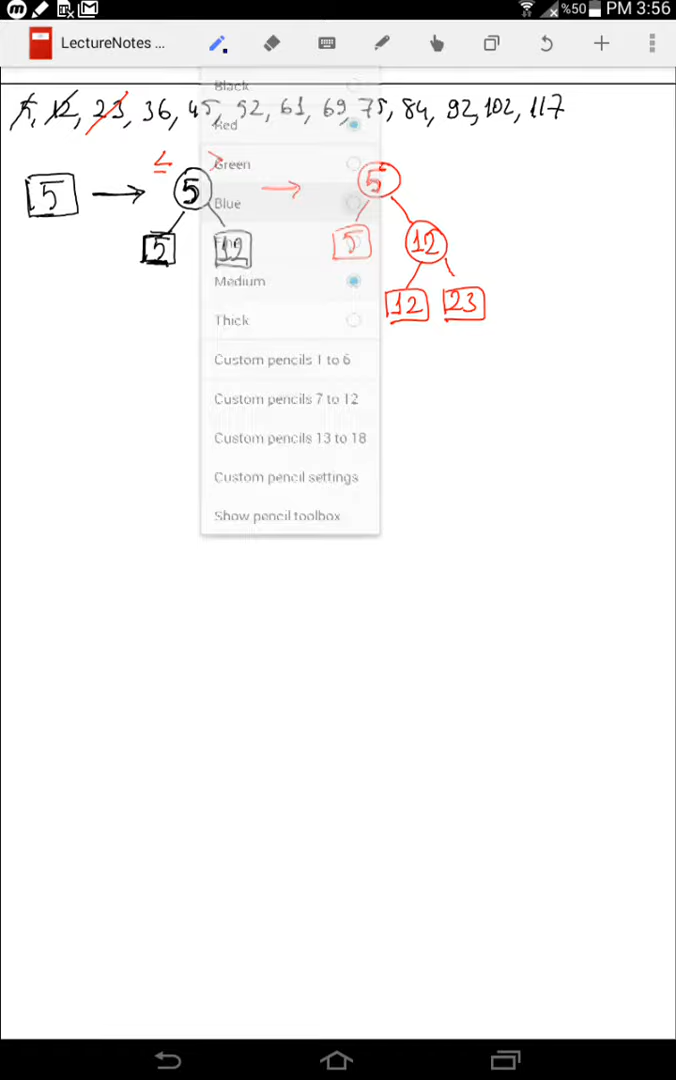 %50 PM 3:56
LectureNotes ...
5, 12, 23, 36, 45, 52, 61, 69, 75, 84, 92, 102, 117
Black
Red
≤ > Green
5 → 5 → 5
Blue
5 12 5 12
Medium
12 23
Thick
Custom pencils 1 to 6
Custom pencils 7 to 12
Custom pencils 13 to 18
Custom pencil settings
Show pencil toolbox